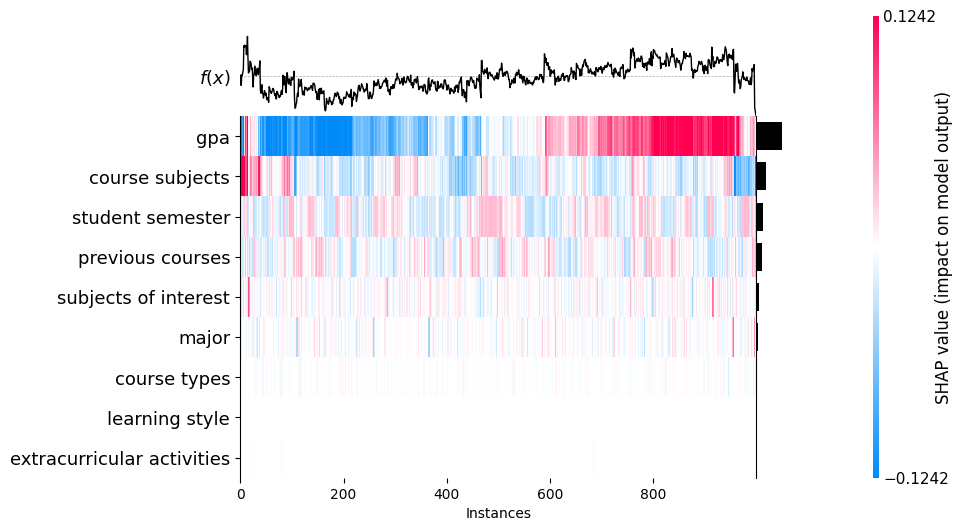 0.1242
f(x)
gpa
course subjects
student semester
previous courses
subjects of interest
major
course types
learning style
extracurricular activities
0 200 400 600 800
Instances
−0.1242
SHAP value (impact on model output)